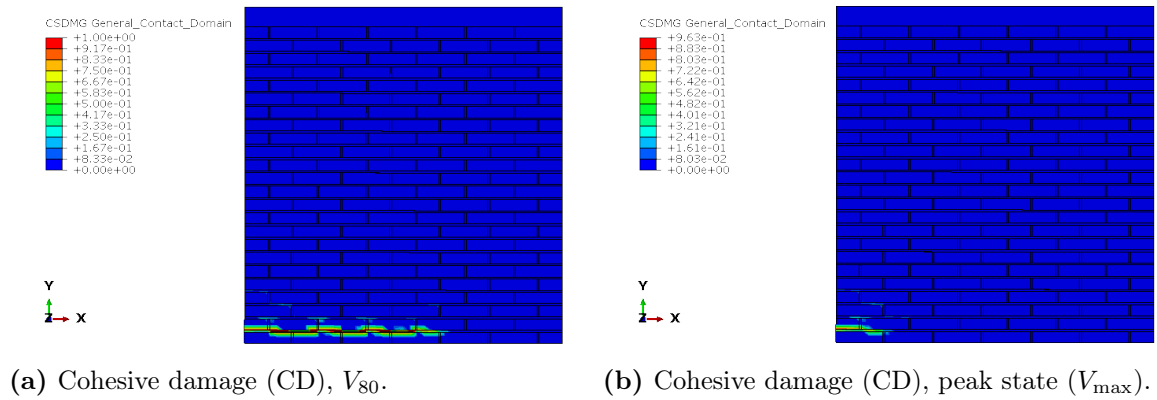 CSDMG General_Contact_Domain
+1.00e+00
+9.17e-01
+8.33e-01
+7.50e-01
+6.67e-01
+5.83e-01
+5.00e-01
+4.17e-01
+3.33e-01
+2.50e-01
+1.67e-01
+8.33e-02
+0.00e+00
Y
Z X
(a) Cohesive damage (CD), V80.
CSDMG General_Contact_Domain
+9.63e-01
+8.83e-01
+8.03e-01
+7.22e-01
+6.42e-01
+5.62e-01
+4.82e-01
+4.01e-01
+3.21e-01
+2.41e-01
+1.61e-01
+8.03e-02
+0.00e+00
Y
Z X
(b) Cohesive damage (CD), peak state (Vmax).